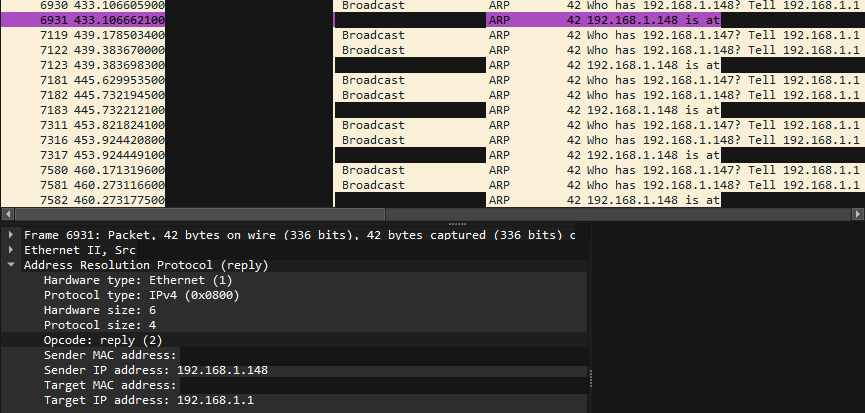 6930 433.106605900 Broadcast ARP 42 Who has 192.168.1.148? Tell 192.168.1.1
6931 433.106662100 ARP 42 192.168.1.148 is at
7119 439.178503400 Broadcast ARP 42 Who has 192.168.1.147? Tell 192.168.1.1
7122 439.383670000 Broadcast ARP 42 Who has 192.168.1.148? Tell 192.168.1.1
7123 439.383698300 ARP 42 192.168.1.148 is at
7181 445.629953500 Broadcast ARP 42 Who has 192.168.1.147? Tell 192.168.1.1
7182 445.732194500 Broadcast ARP 42 Who has 192.168.1.148? Tell 192.168.1.1
7183 445.732212100 ARP 42 192.168.1.148 is at
7311 453.821824100 Broadcast ARP 42 Who has 192.168.1.147? Tell 192.168.1.1
7316 453.924420800 Broadcast ARP 42 Who has 192.168.1.148? Tell 192.168.1.1
7317 453.924449100 ARP 42 192.168.1.148 is at
7580 460.171319600 Broadcast ARP 42 Who has 192.168.1.147? Tell 192.168.1.1
7581 460.273116600 Broadcast ARP 42 Who has 192.168.1.148? Tell 192.168.1.1
7582 460.273177500 ARP 42 192.168.1.148 is at
Frame 6931: Packet, 42 bytes on wire (336 bits), 42 bytes captured (336 bits) c
Ethernet II, Src
Address Resolution Protocol (reply)
Hardware type: Ethernet (1)
Protocol type: IPv4 (0x0800)
Hardware size: 6
Protocol size: 4
Opcode: reply (2)
Sender MAC address:
Sender IP address: 192.168.1.148
Target MAC address:
Target IP address: 192.168.1.1